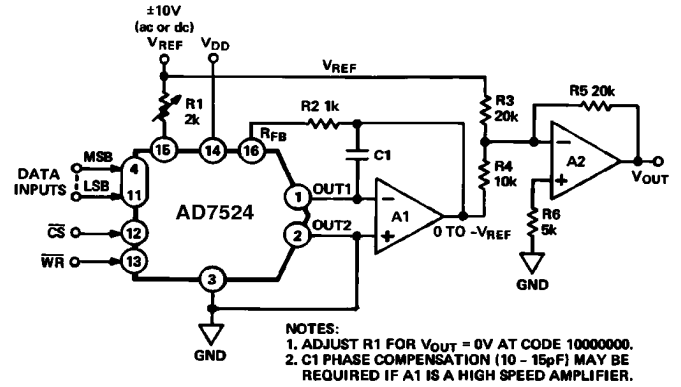 ±10V
(ac or dc)
VREF
VDD
VREF
R1
2k
R2 1k
R3
20k
R5 20k
RFB
15
14
16
C1
R4
10k
A2
VOUT
MSB
DATA
INPUTS
LSB
4
11
AD7524
1
OUT1
2
OUT2
A1
0 TO -VREF
R6
5k
GND
CS
12
WR
13
3
GND
NOTES:
1. ADJUST R1 FOR VOUT = 0V AT CODE 10000000.
2. C1 PHASE COMPENSATION (10 – 15pF) MAY BE
REQUIRED IF A1 IS A HIGH SPEED AMPLIFIER.